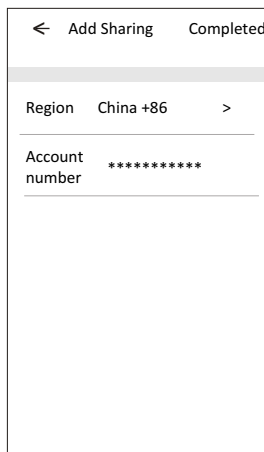 ← Add Sharing Completed
Region China +86 >
Account
number ***********